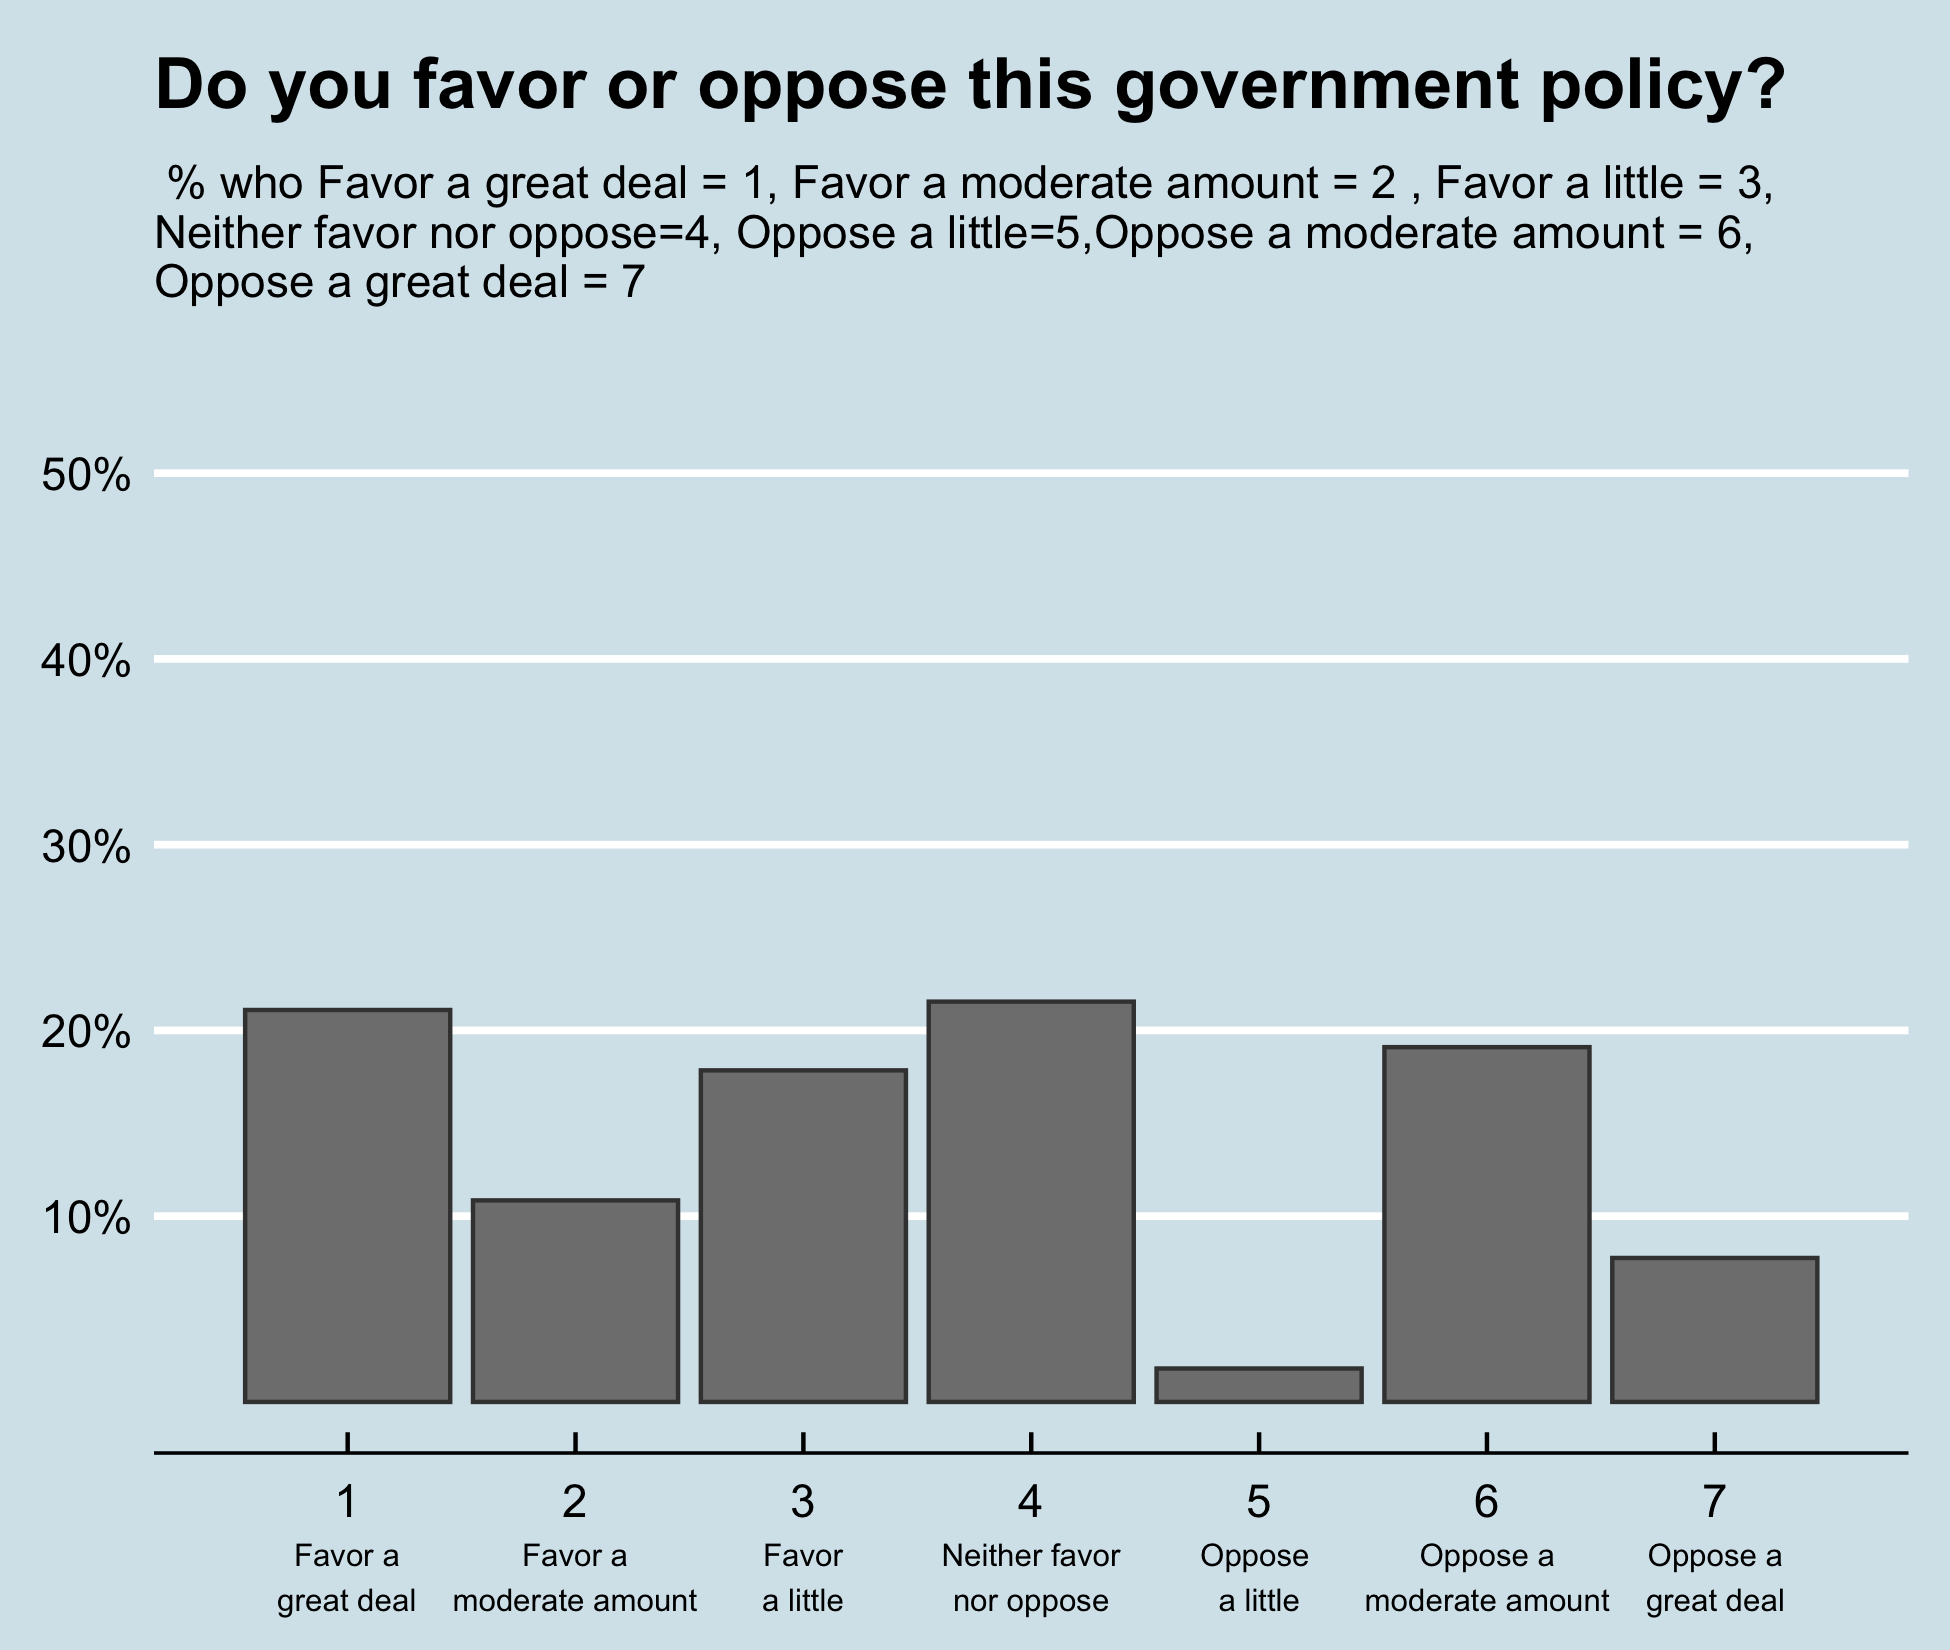 Do you favor or oppose this government policy?
% who Favor a great deal = 1, Favor a moderate amount = 2 , Favor a little = 3,
Neither favor nor oppose=4, Oppose a little=5,Oppose a moderate amount = 6,
Oppose a great deal = 7
50%
40%
30%
20%
10%
1 2 3 4 5 6 7
Favor a Favor a Favor Neither favor Oppose Oppose a Oppose a
great deal moderate amount a little nor oppose a little moderate amount great deal